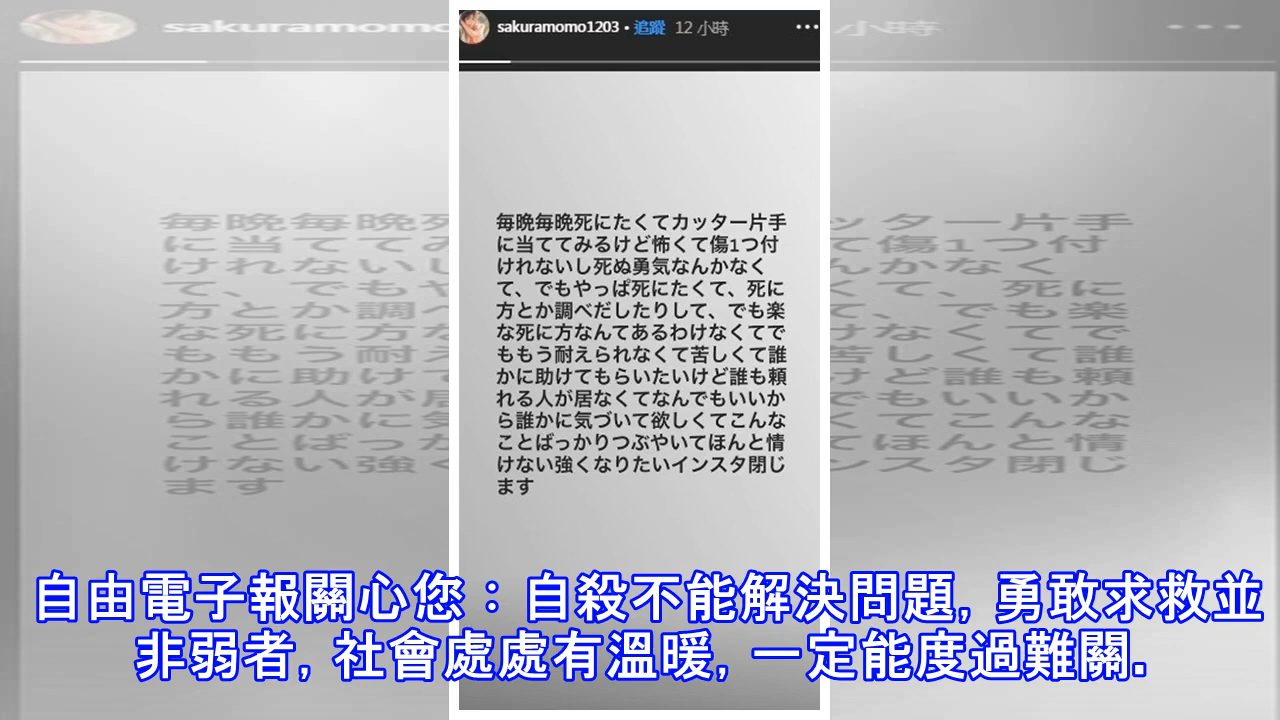 sakuramomo1203 • 追蹤 12 小時
毎晩毎晩死にたくてカッター片手
に当ててみるけど怖くて傷1つ付
けれないし死ぬ勇気なんかなく
て、でもやっぱ死にたくて、死に
方とか調べだしたりして、でも楽
な死に方なんてあるわけなくてで
ももう耐えられなくて苦しくて誰
かに助けてもらいたいけど誰も頼
れる人が居なくてなんでもいいか
ら誰かに気づいて欲しくてこんな
ことばっかりつぶやいてほんと情
けない強くなりたいインスタ閉じ
ます
自由電子報關心您：自殺不能解決問題, 勇敢求救並
非弱者, 社會處處有溫暖, 一定能度過難關.